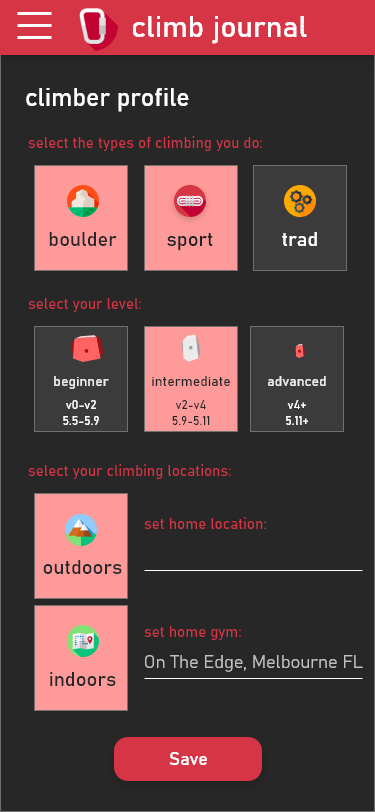 climb journal
climber profile
select the types of climbing you do:
boulder sport trad
select your level:
beginner intermediate advanced
v0-v2 v2-v4 v4+
5.5-5.9 5.9-5.11 5.11+
select your climbing locations:
set home location:
outdoors
set home gym:
On The Edge, Melbourne FL
indoors
Save